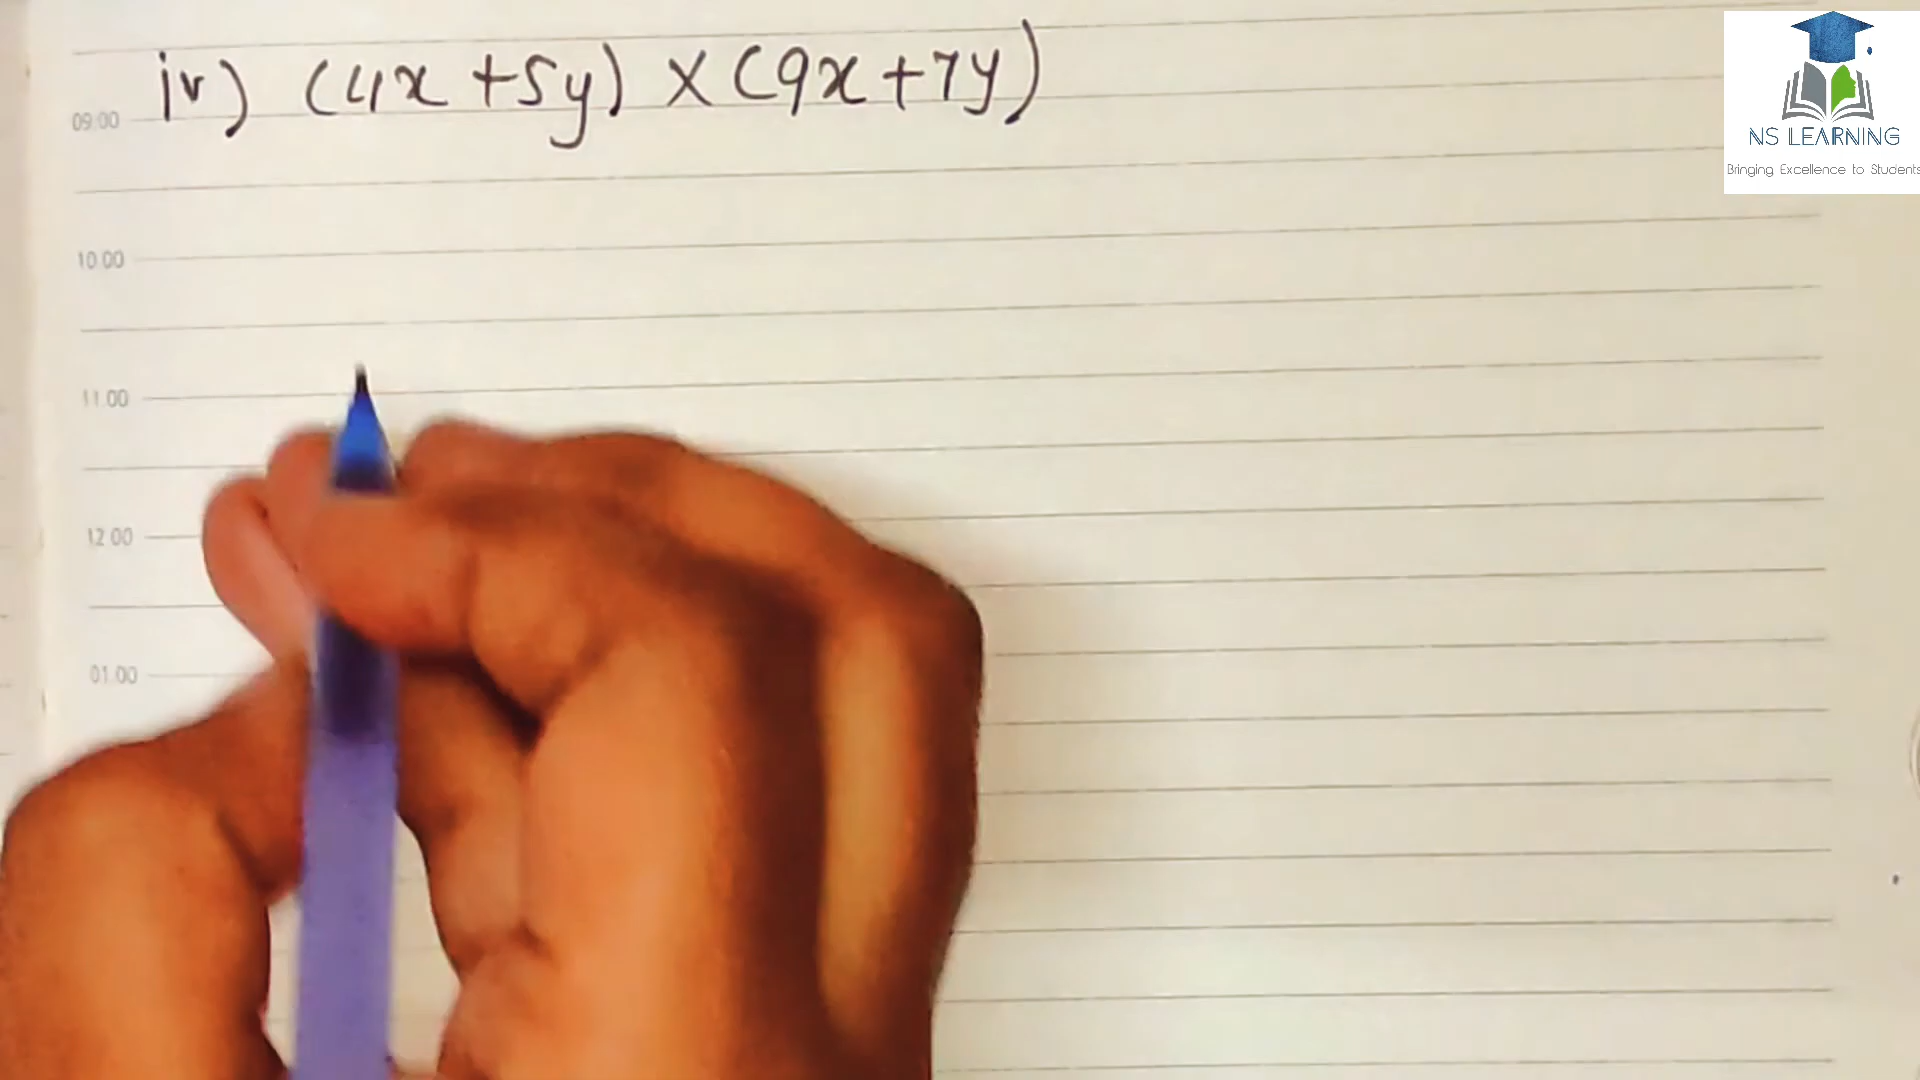 iv) (4x + 5y) × (9x + 7y)
09:00
10:00
11:00
12:00
01:00
NS LEARNING
Bringing Excellence to Students